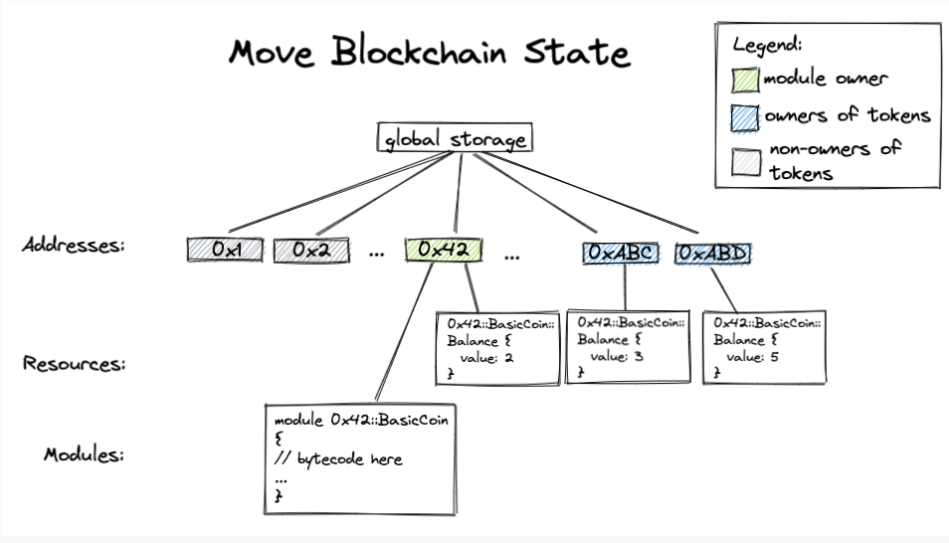 Move Blockchain State
Legend:
module owner
owners of tokens
non-owners of
tokens
global storage
Addresses:
0x1
0x2
...
0x42
...
0xABC
0xABD
Resources:
0x42::BasicCoin::
Balance {
value: 2
}
0x42::BasicCoin::
Balance {
value: 3
}
0x42::BasicCoin::
Balance {
value: 5
}
Modules:
module 0x42::BasicCoin
{
// bytecode here
...
}